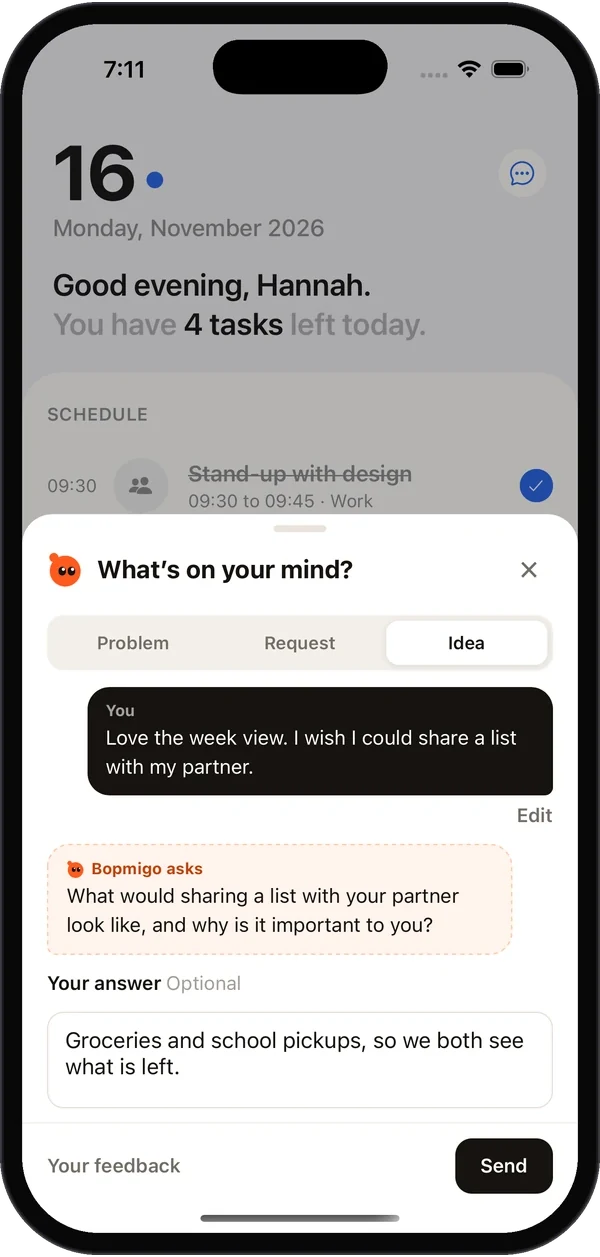 7:11
16
Monday, November 2026
Good evening, Hannah.
You have 4 tasks left today.
SCHEDULE
09:30
Stand-up with design
09:30 to 09:45 · Work
What’s on your mind?
Problem
Request
Idea
You
Love the week view. I wish I could share a list
with my partner.
Edit
Bopmigo asks
What would sharing a list with your partner
look like, and why is it important to you?
Your answer Optional
Groceries and school pickups, so we both see
what is left.
Your feedback
Send